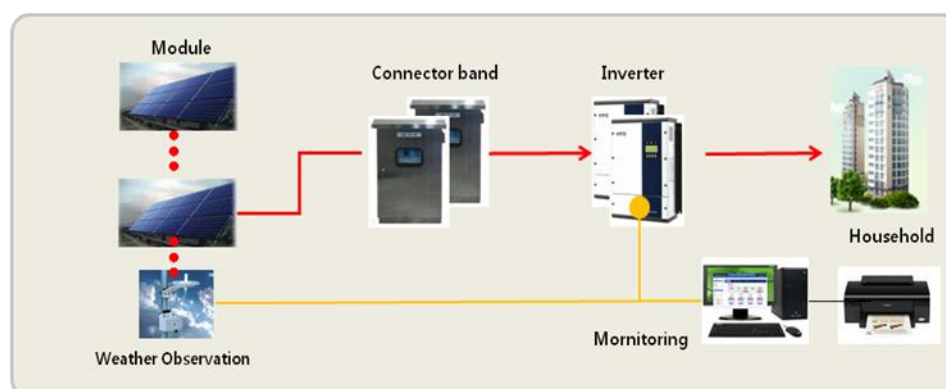 Module
Connector band
Inverter
Household
Mornitoring
Weather Observation